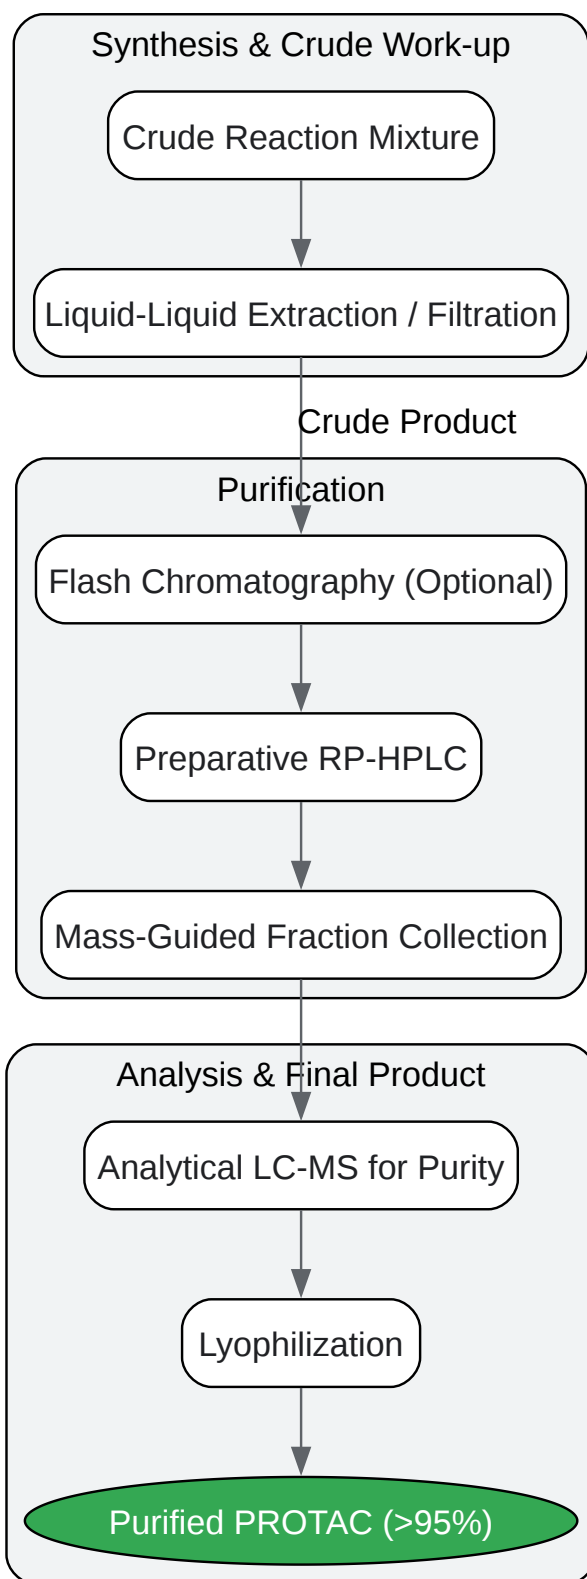 Synthesis & Crude Work-up
Crude Reaction Mixture
Liquid-Liquid Extraction / Filtration
Crude Product
Purification
Flash Chromatography (Optional)
Preparative RP-HPLC
Mass-Guided Fraction Collection
Analysis & Final Product
Analytical LC-MS for Purity
Lyophilization
Purified PROTAC (>95%)